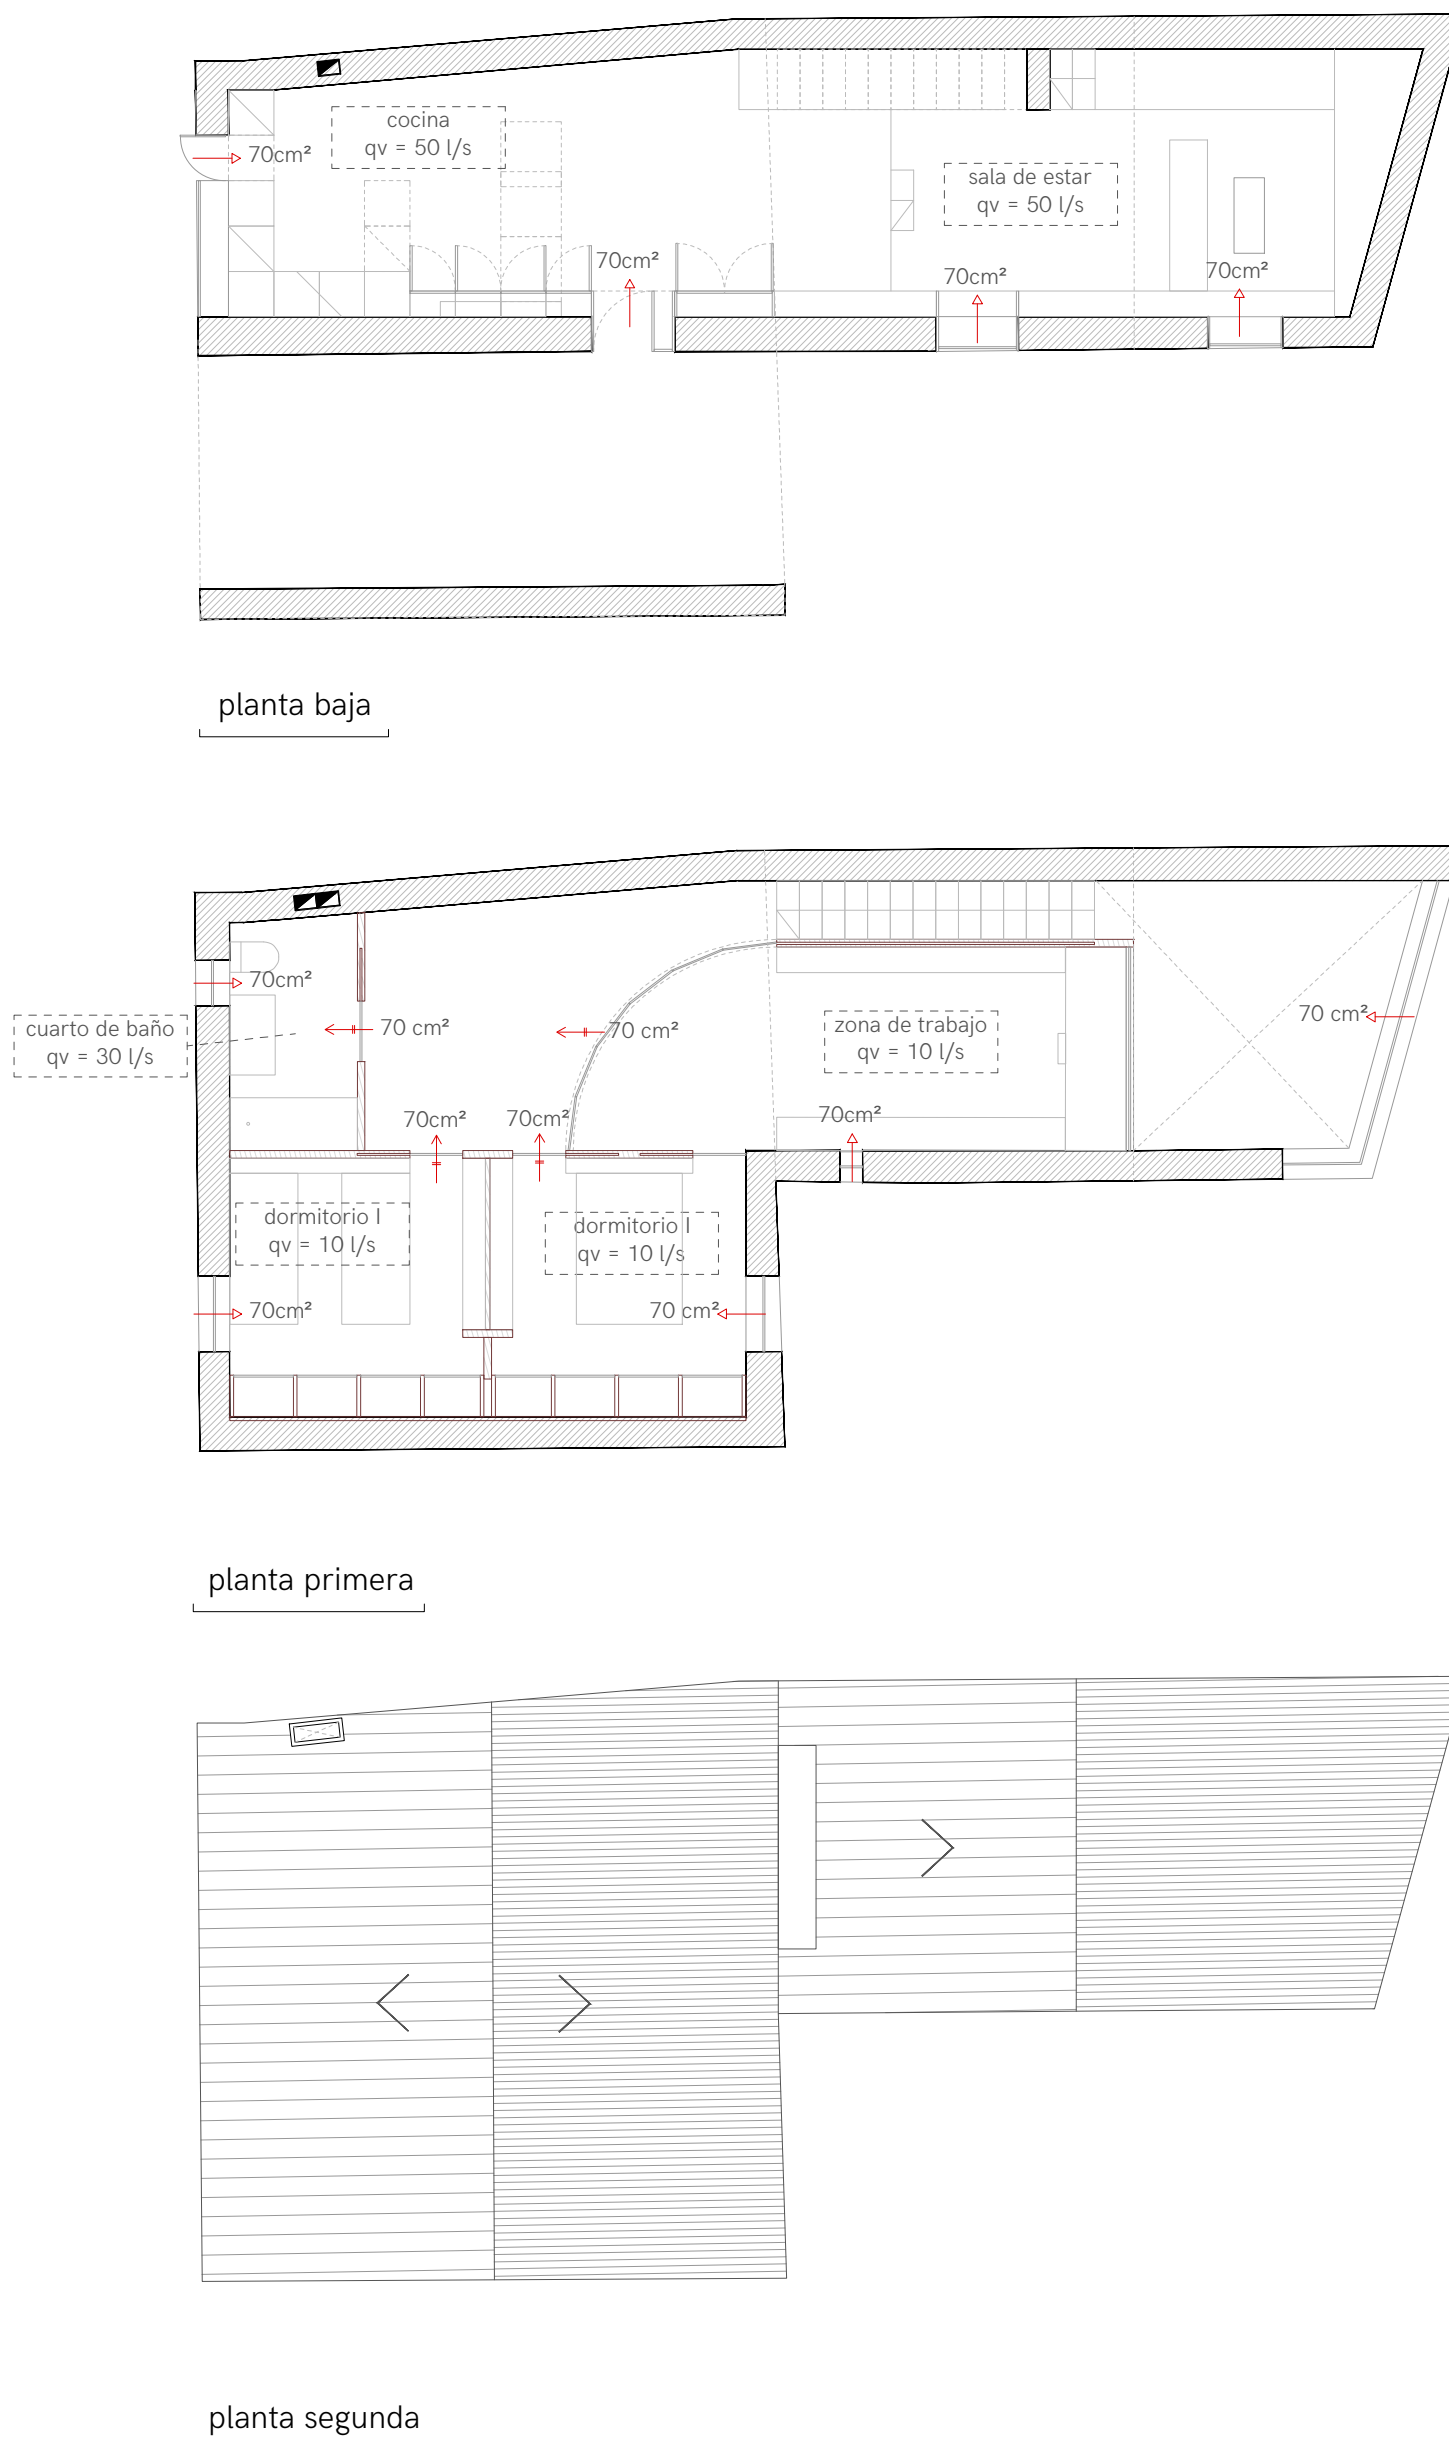 cocina
qv = 50 l/s
70cm²
sala de estar
qv = 50 l/s
70cm²
70cm²
70cm²
planta baja
70cm²
cuarto de baño
qv = 30 l/s
70 cm²
70 cm²
zona de trabajo
qv = 10 l/s
70 cm²
70cm²
70cm²
70cm²
dormitorio I
qv = 10 l/s
dormitorio I
qv = 10 l/s
70cm²
70 cm²
planta primera
planta segunda